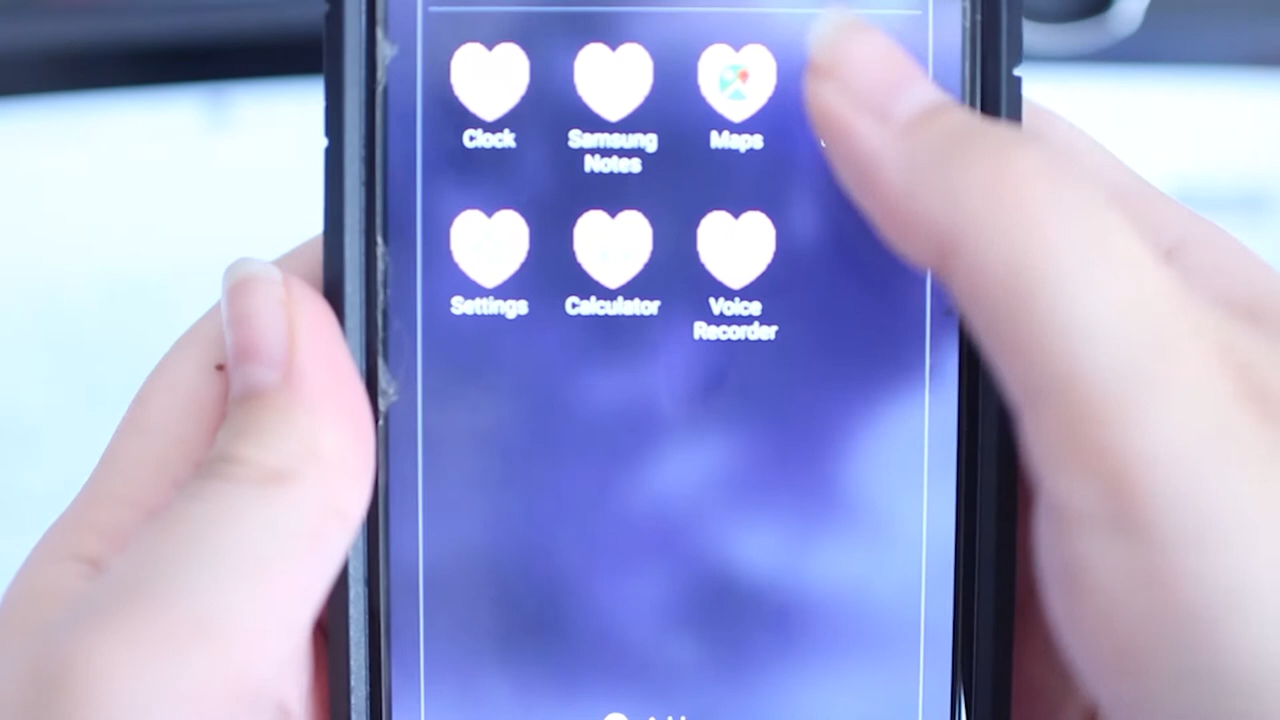 Clock
Samsung
Notes
Maps
Settings
Calculator
Voice
Recorder